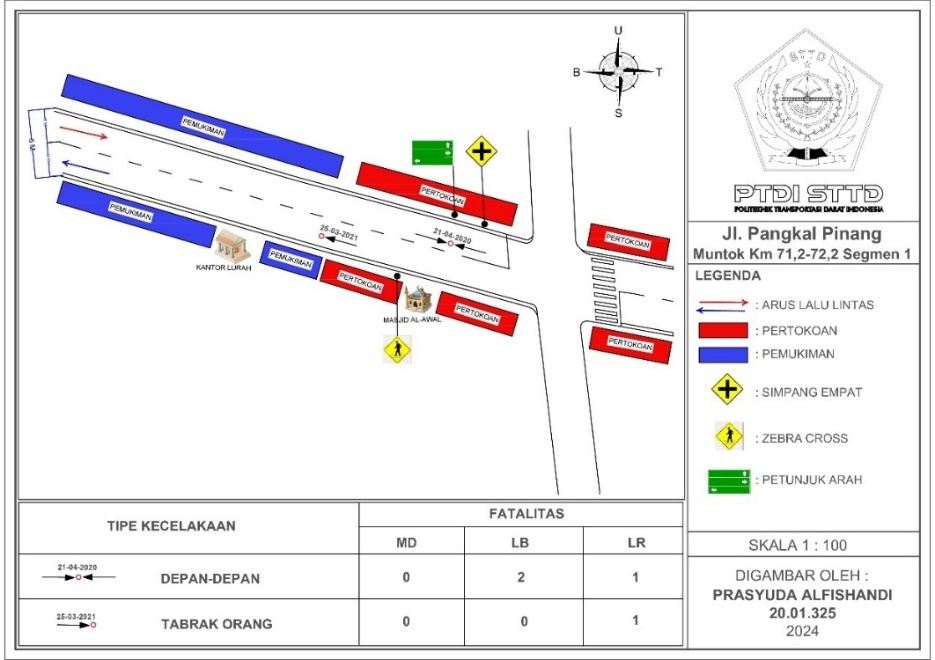 U
B
T
S
PEMUKIMAN
PERTOKOAN
PERTOKOAN
25-03-2021
21-04-2020
6 M
PEMUKIMAN
KANTOR LURAH
PEMUKIMAN
PERTOKOAN
MASJID AL-AWAL
PERTOKOAN
PERTOKOAN
STTD
PTDI STTD
POLITEKNIK TRANSPORTASI DARAT INDONESIA
Jl. Pangkal Pinang
Muntok Km 71,2-72,2 Segmen 1
LEGENDA
: ARUS LALU LINTAS
: PERTOKOAN
: PEMUKIMAN
: SIMPANG EMPAT
: ZEBRA CROSS
: PETUNJUK ARAH
SKALA 1 : 100
DIGAMBAR OLEH :
PRASYUDA ALFISHANDI
20.01.325
2024
TIPE KECELAKAAN
FATALITAS
MD LB LR
21-04-2020
DEPAN-DEPAN 0 2 1
25-03-2021
TABRAK ORANG 0 0 1